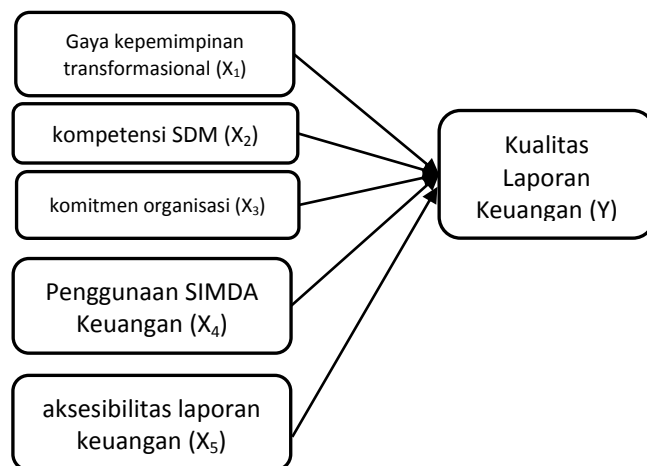 Gaya kepemimpinan
transformasional (X₁)
kompetensi SDM (X₂)
komitmen organisasi (X₃)
Penggunaan SIMDA
Keuangan (X₄)
aksesibilitas laporan
keuangan (X₅)
Kualitas
Laporan
Keuangan (Y)